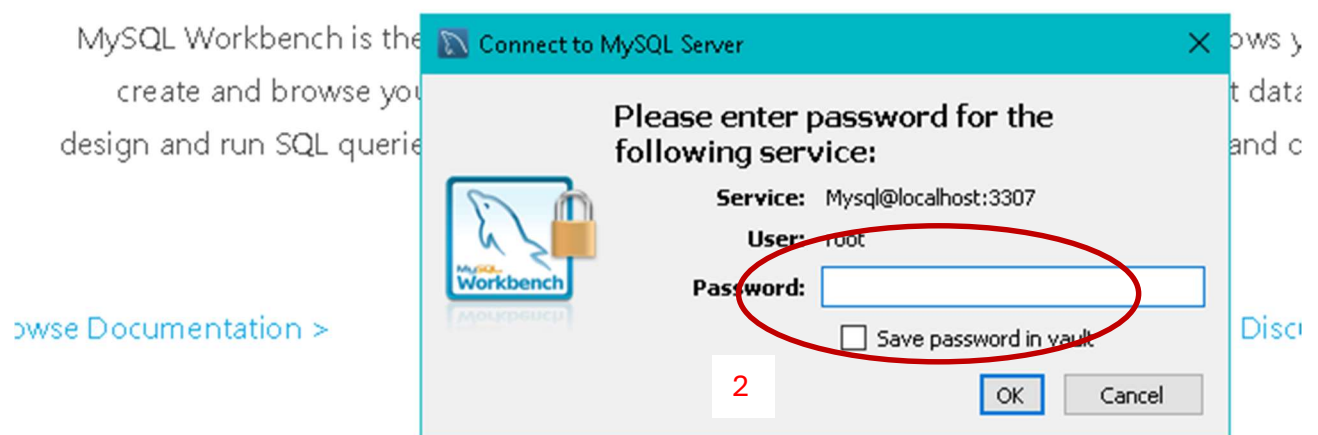 MySQL Workbench is the
create and browse you
design and run SQL querie
owse Documentation >
Connect to MySQL Server
Please enter password for the
following service:
Service: Mysql@localhost:3307
User: root
Password:
Save password in vault
OK Cancel
MySQL
Workbench
2
ows y
t data
and c
Disc